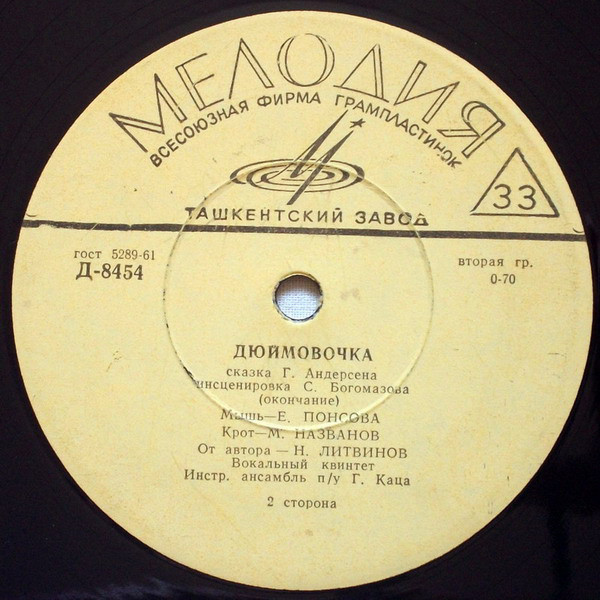 МЕЛОДИЯ
ВСЕСОЮЗНАЯ ФИРМА ГРАМПЛАСТИНОК
33
ТАШКЕНТСКИЙ ЗАВОД
гост 5289-61
Д-8454
вторая гр.
0-70
ДЮЙМОВОЧКА
сказка Г. Андерсена
инсценировка С. Богомазова
(окончание)
Мышь—Е. ПОНСОВА
Крот—М. НАЗВАНОВ
От автора — Н. ЛИТВИНОВ
Вокальный квинтет
Инстр. ансамбль п/у Г. Каца
2 сторона